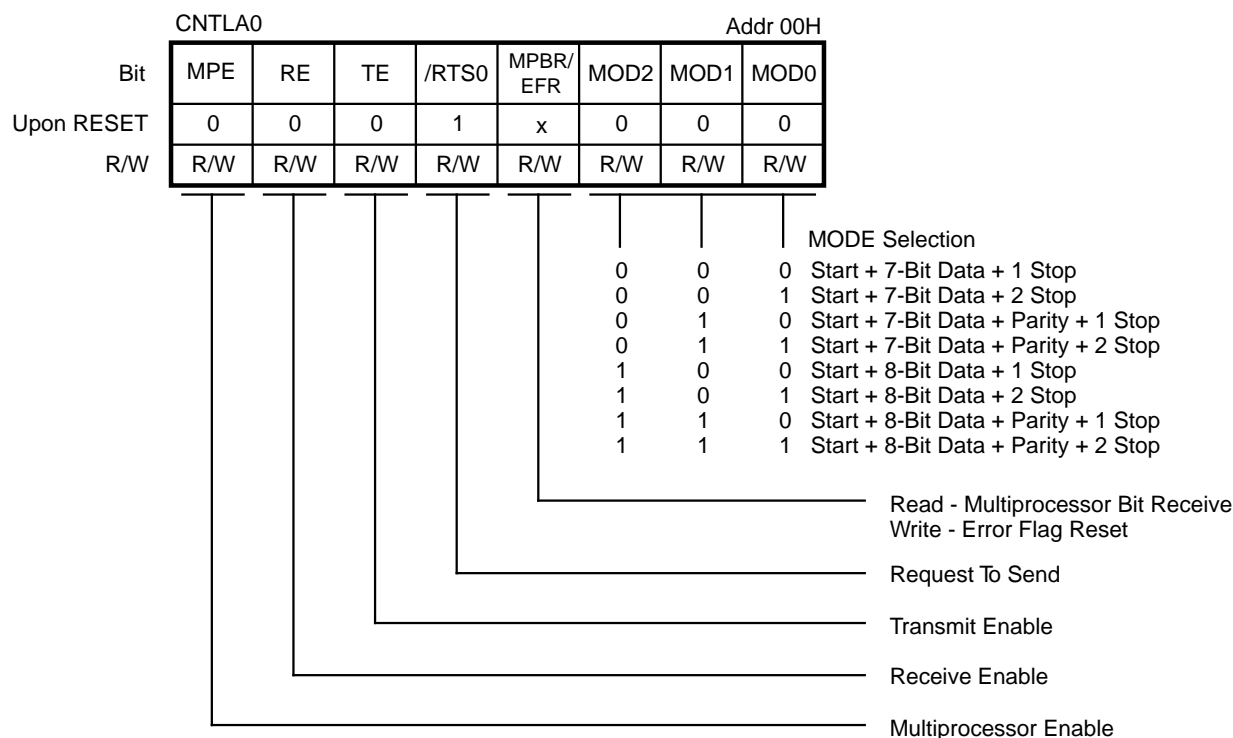 CNTLA0 Addr 00H
Bit MPE RE TE /RTS0 MPBR/ EFR MOD2 MOD1 MOD0
Upon RESET 0 0 0 1 x 0 0 0
R/W R/W R/W R/W R/W R/W R/W R/W R/W
MODE Selection
0 0 0 Start + 7-Bit Data + 1 Stop
0 0 1 Start + 7-Bit Data + 2 Stop
0 1 0 Start + 7-Bit Data + Parity + 1 Stop
0 1 1 Start + 7-Bit Data + Parity + 2 Stop
1 0 0 Start + 8-Bit Data + 1 Stop
1 0 1 Start + 8-Bit Data + 2 Stop
1 1 0 Start + 8-Bit Data + Parity + 1 Stop
1 1 1 Start + 8-Bit Data + Parity + 2 Stop
Read - Multiprocessor Bit Receive
Write - Error Flag Reset
Request To Send
Transmit Enable
Receive Enable
Multiprocessor Enable